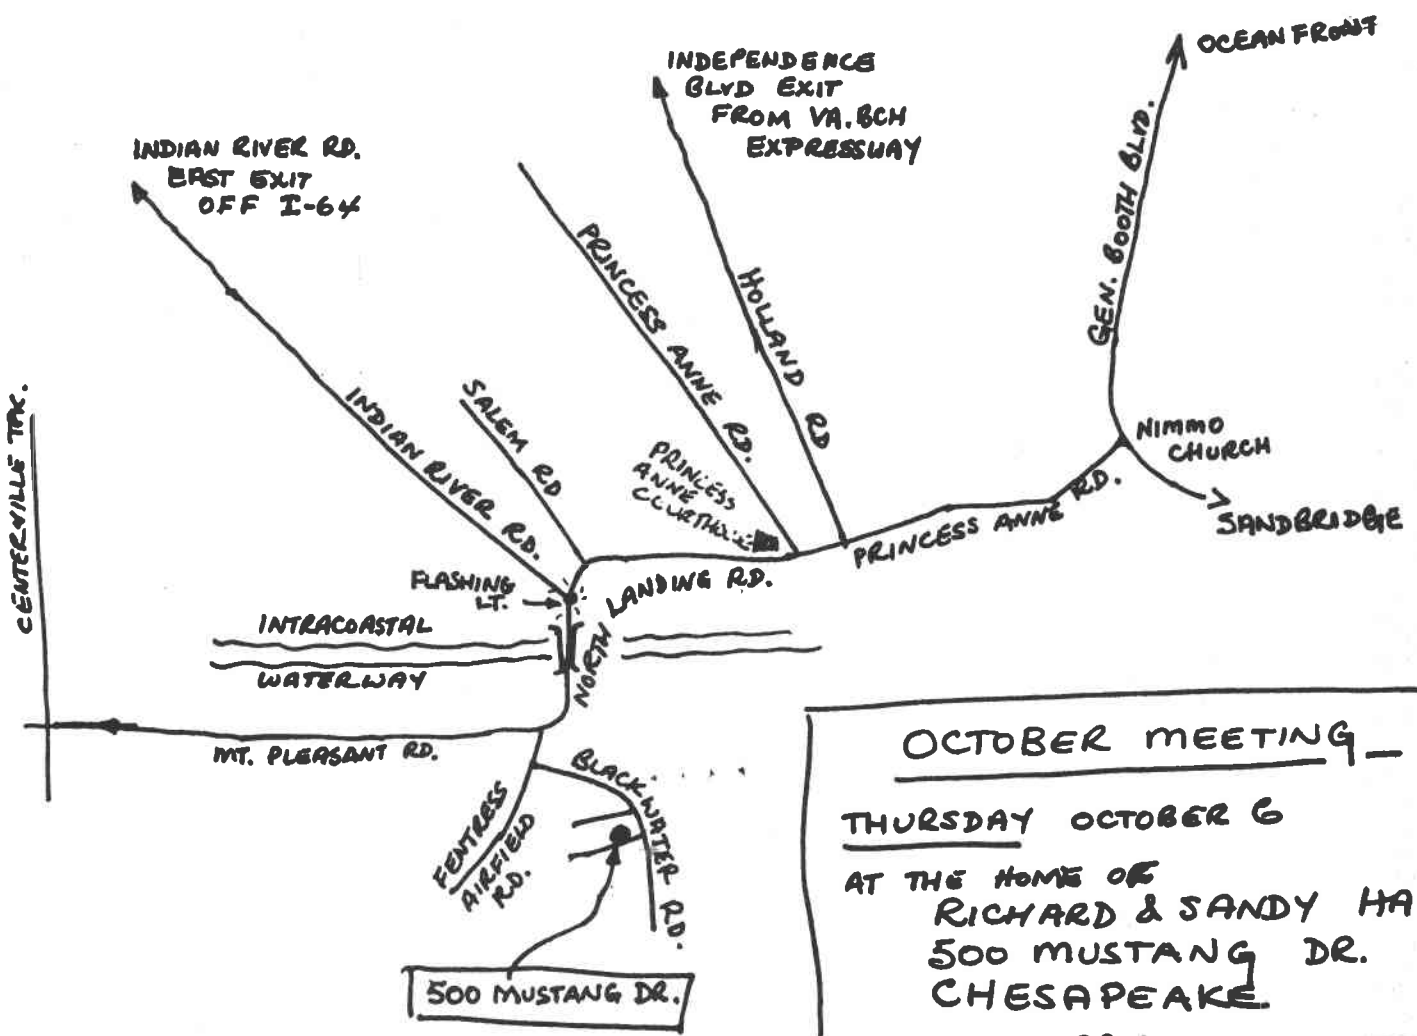 OCEANFRONT
INDEPENDENCE
BLVD EXIT
FROM VA. BCH
EXPRESSWAY
INDIAN RIVER RD.
EAST EXIT
OFF I-64
GEN. BOOTH BLVD.
PRINCESS ANNE RD.
HOLLAND RD
INDIAN RIVER RD.
SALEM RD
CENTERVILLE TPK.
NIMMO
CHURCH
PRINCESS
ANNE
COURTHOUSE
SANDBRIDGE
PRINCESS ANNE RD.
FLASHING
LT.
NORTH LANDING RD.
INTRACOASTAL
WATERWAY
MT. PLEASANT RD.
BLACKWATER RD.
FENTRESS
AIRFIELD
RD.
500 MUSTANG DR.
OCTOBER MEETING
THURSDAY OCTOBER 6
AT THE HOME OF
RICHARD & SANDY HA
500 MUSTANG DR.
CHESAPEAKE